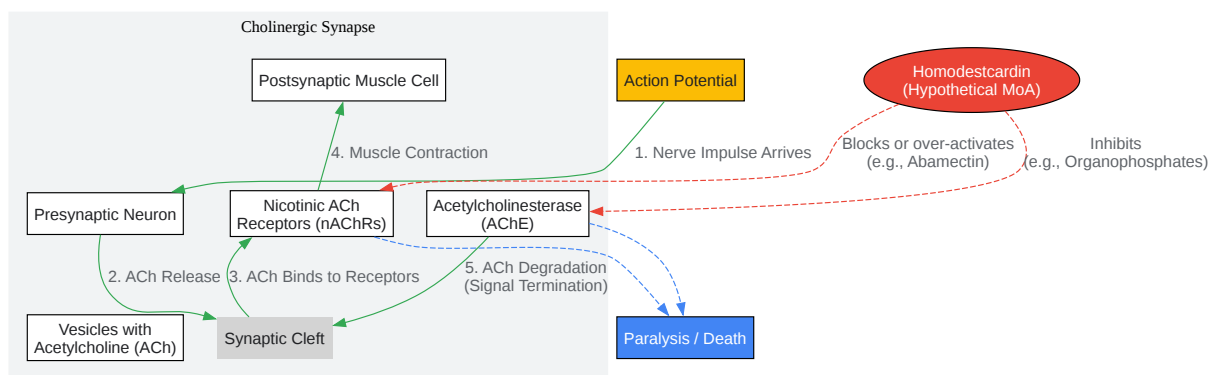 Cholinergic Synapse
Postsynaptic Muscle Cell
Action Potential
Homodestcardin
(Hypothetical MoA)
4. Muscle Contraction
1. Nerve Impulse Arrives
Blocks or over-activates
(e.g., Abamectin)
Inhibits
(e.g., Organophosphates)
Presynaptic Neuron
Nicotinic ACh
Receptors (nAChRs)
Acetylcholinesterase
(AChE)
2. ACh Release
3. ACh Binds to Receptors
5. ACh Degradation
(Signal Termination)
Vesicles with
Acetylcholine (ACh)
Synaptic Cleft
Paralysis / Death